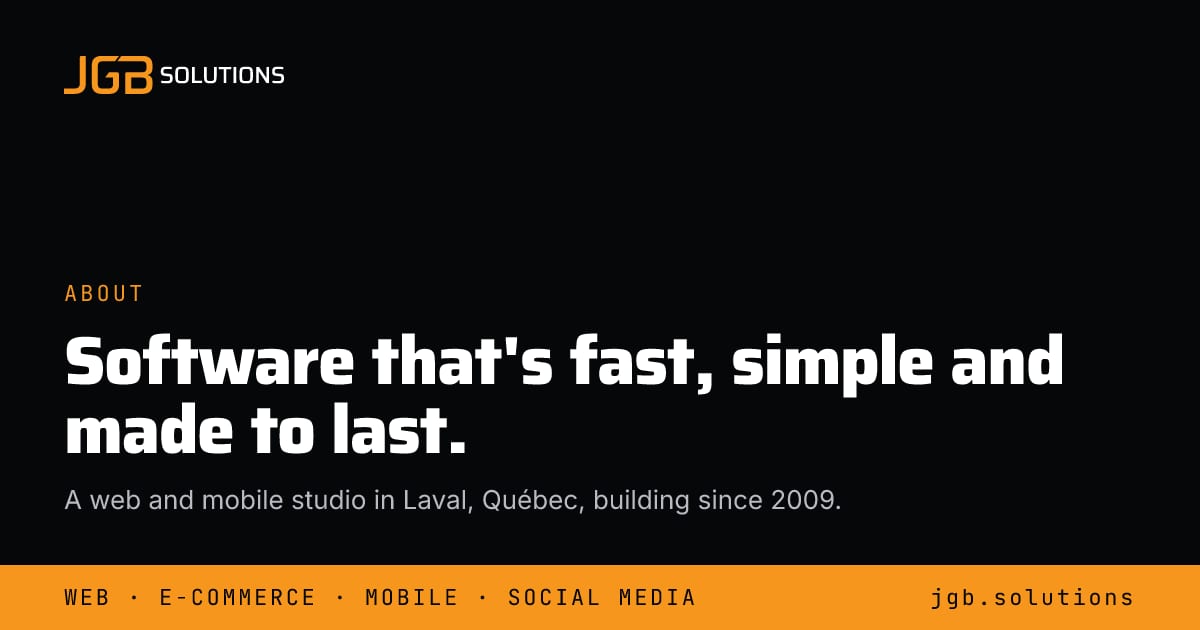 JGB SOLUTIONS
ABOUT
Software that's fast, simple and
made to last.
A web and mobile studio in Laval, Québec, building since 2009.
WEB · E-COMMERCE · MOBILE · SOCIAL MEDIA
jgb.solutions